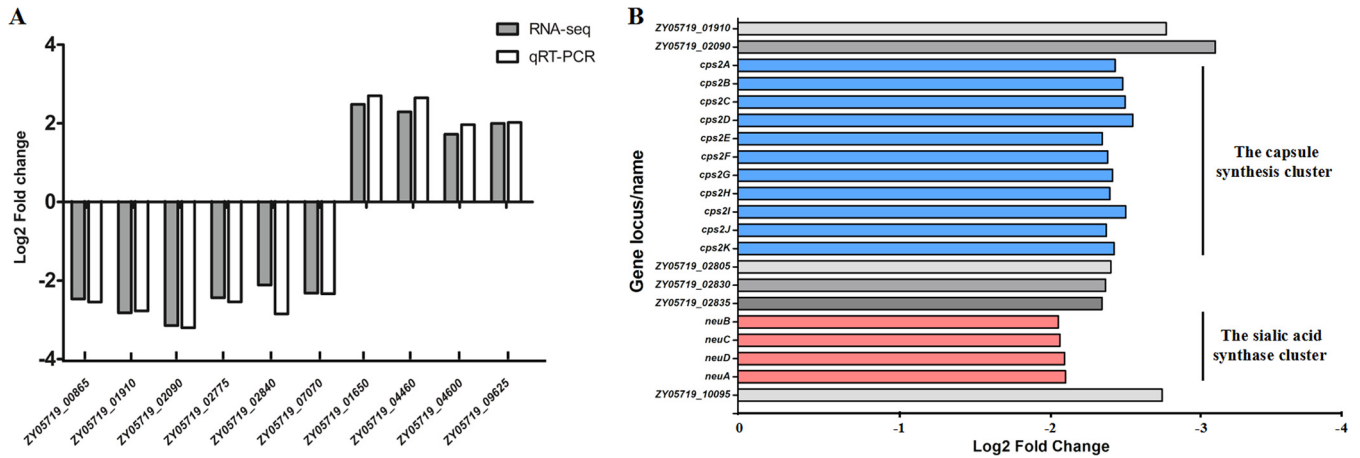 A
RNA-seq
qRT-PCR
4
2
0
-2
-4
Log2 Fold change
ZY05719_00865
ZY05719_01910
ZY05719_02090
ZY05719_02775
ZY05719_02840
ZY05719_07070
ZY05719_01650
ZY05719_04460
ZY05719_04600
ZY05719_09625
B
Gene locus/name
ZY05719_01910
ZY05719_02090
cps2A
cps2B
cps2C
cps2D
cps2E
cps2F
cps2G
cps2H
cps2I
cps2J
cps2K
ZY05719_02805
ZY05719_02830
ZY05719_02835
neuB
neuC
neuD
neuA
ZY05719_10095
The capsule
synthesis cluster
The sialic acid
synthase cluster
0 -1 -2 -3 -4
Log2 Fold Change